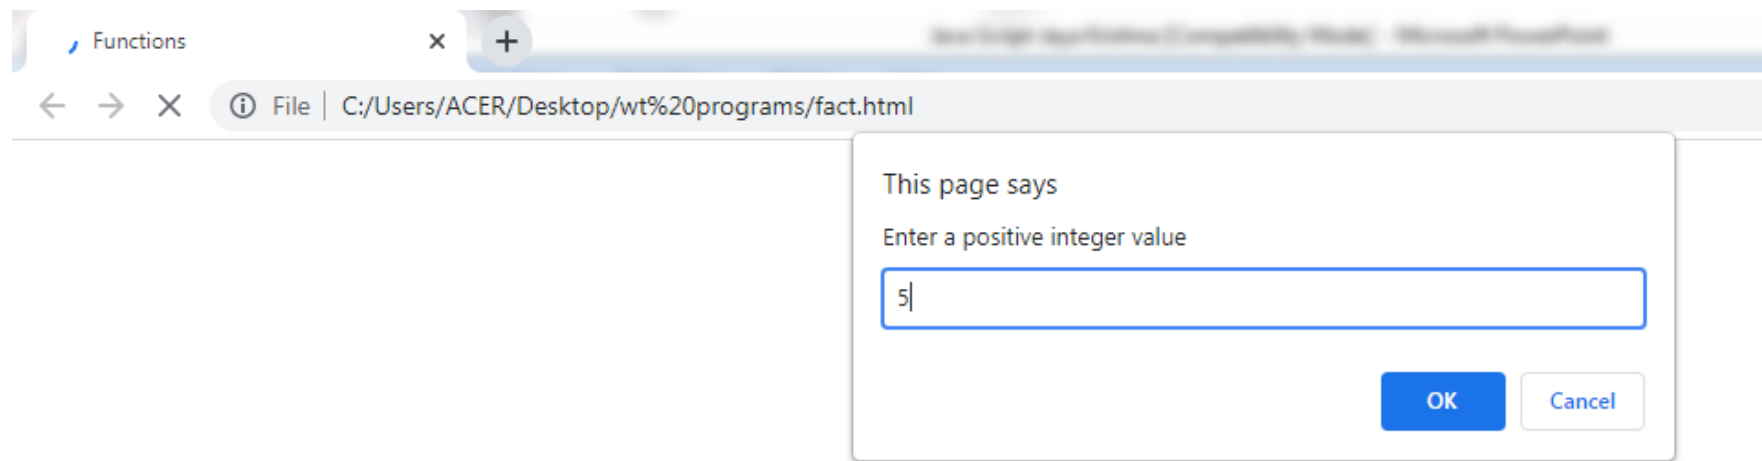 Functions
File | C:/Users/ACER/Desktop/wt%20programs/fact.html
This page says
Enter a positive integer value
5
OK
Cancel